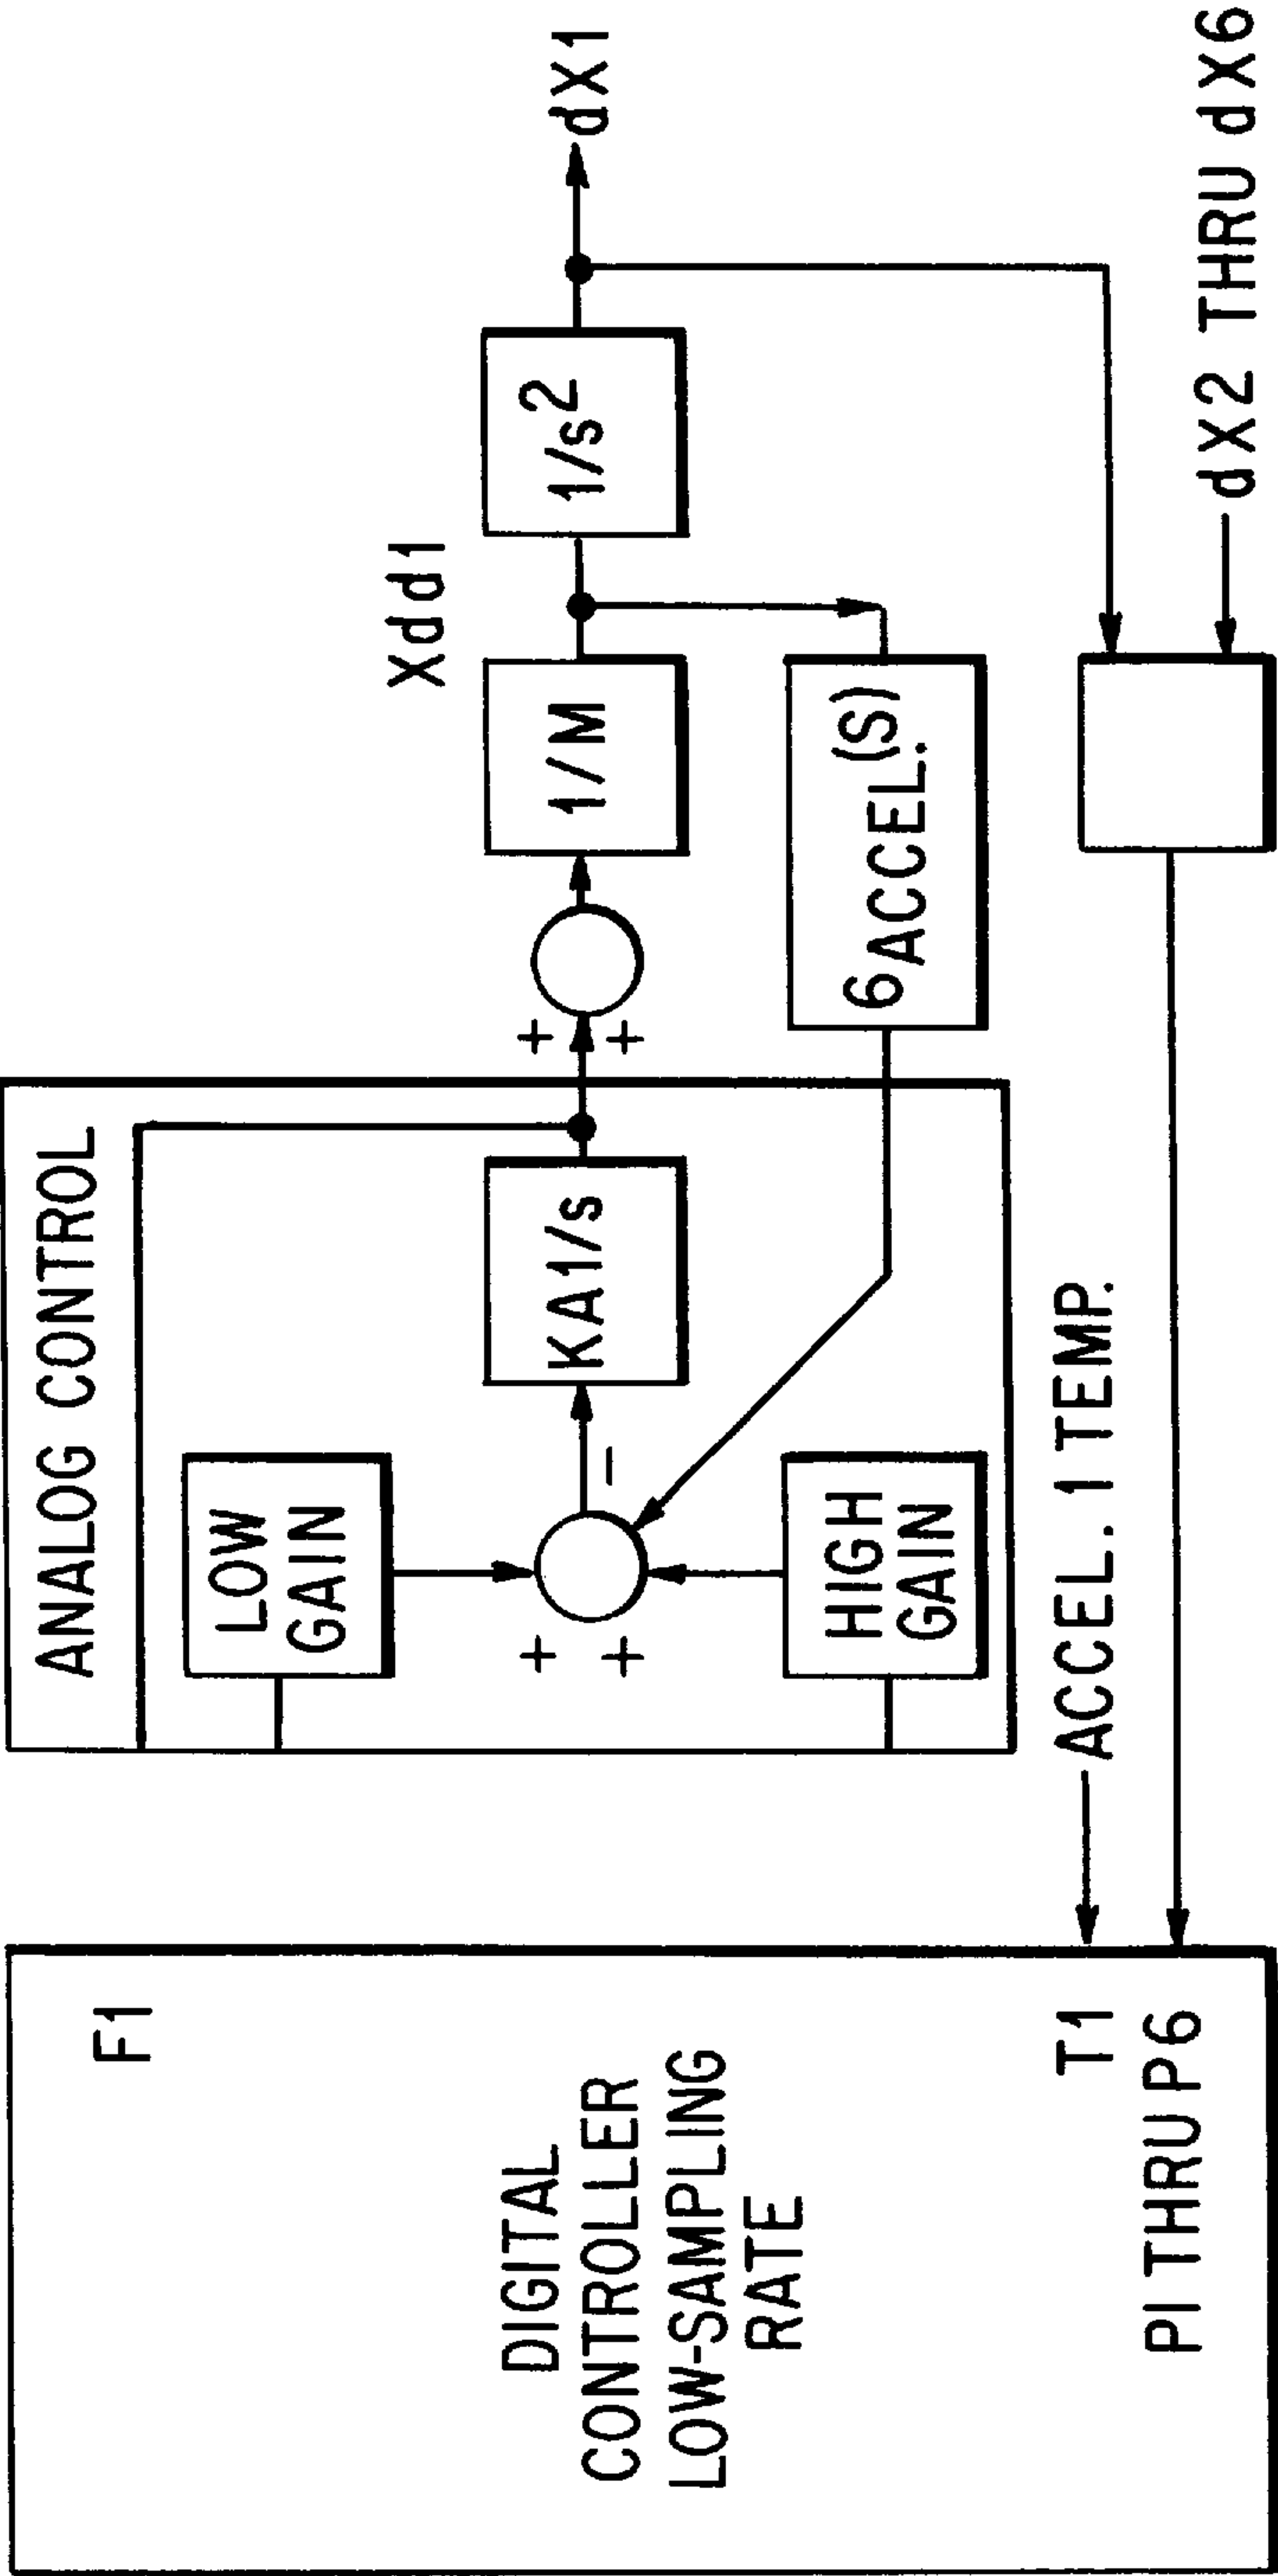 F1
DIGITAL
CONTROLLER
LOW-SAMPLING
RATE
T1
PI THRU P6
ANALOG CONTROL
LOW
GAIN
+
+
-
HIGH
GAIN
KA1/s
ACCEL. 1 TEMP.
+
+
1/M
Xdd1
6ACCEL.(S)
1/s2
dX1
dX2 THRU dX6